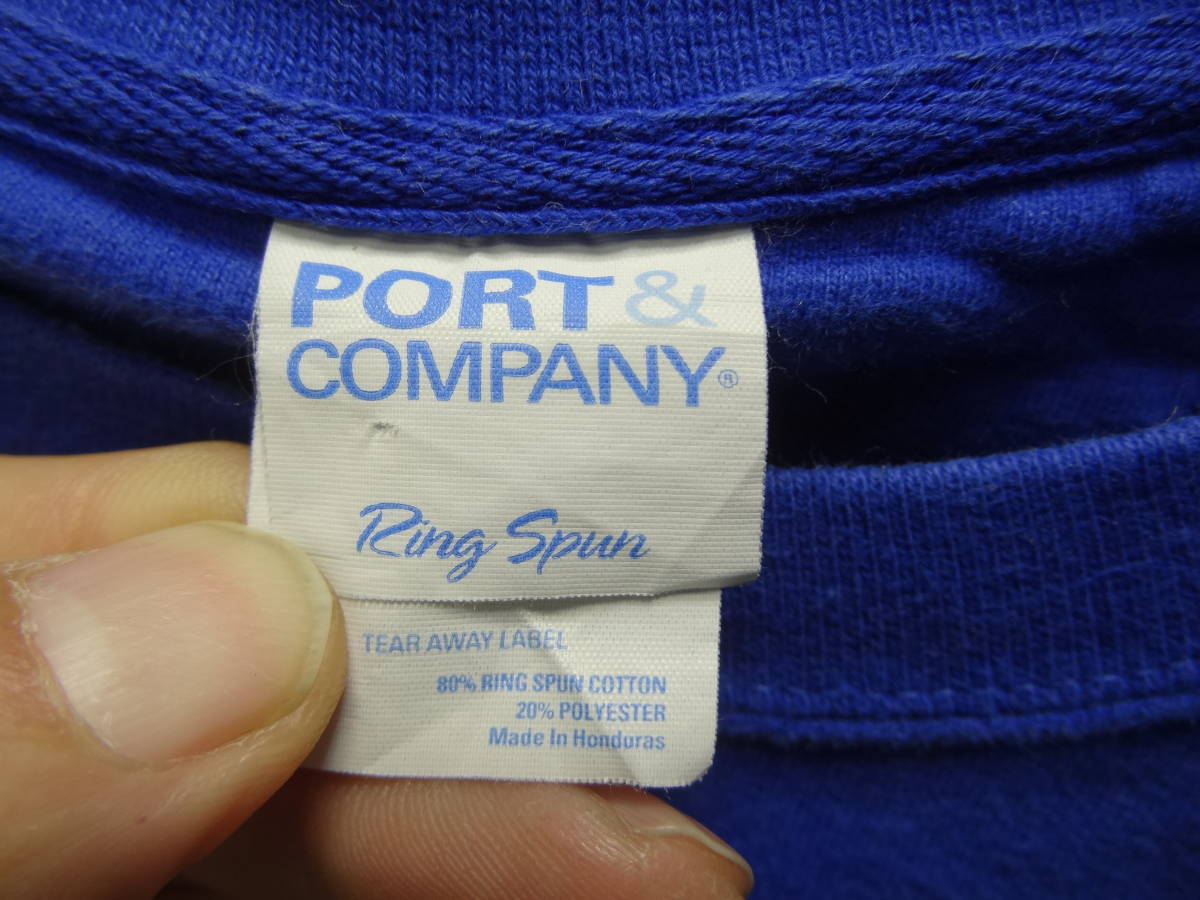 PORT &
COMPANY®
Ring Spun
TEAR AWAY LABEL
80% RING SPUN COTTON
20% POLYESTER
Made In Honduras